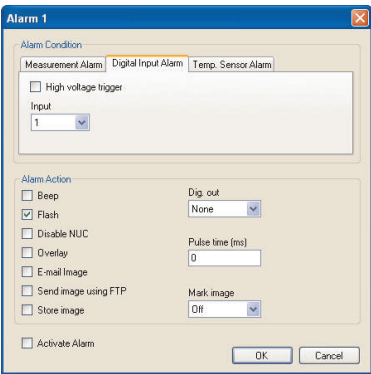 Alarm 1
Alarm Condition
Measurement Alarm Digital Input Alarm Temp. Sensor Alarm
High voltage trigger
Input
1
Alarm Action
Beep
Flash
Disable NUC
Overlay
E-mail Image
Send image using FTP
Store image
Dig. out
None
Pulse time (ms)
0
Mark image
Off
Activate Alarm
OK Cancel